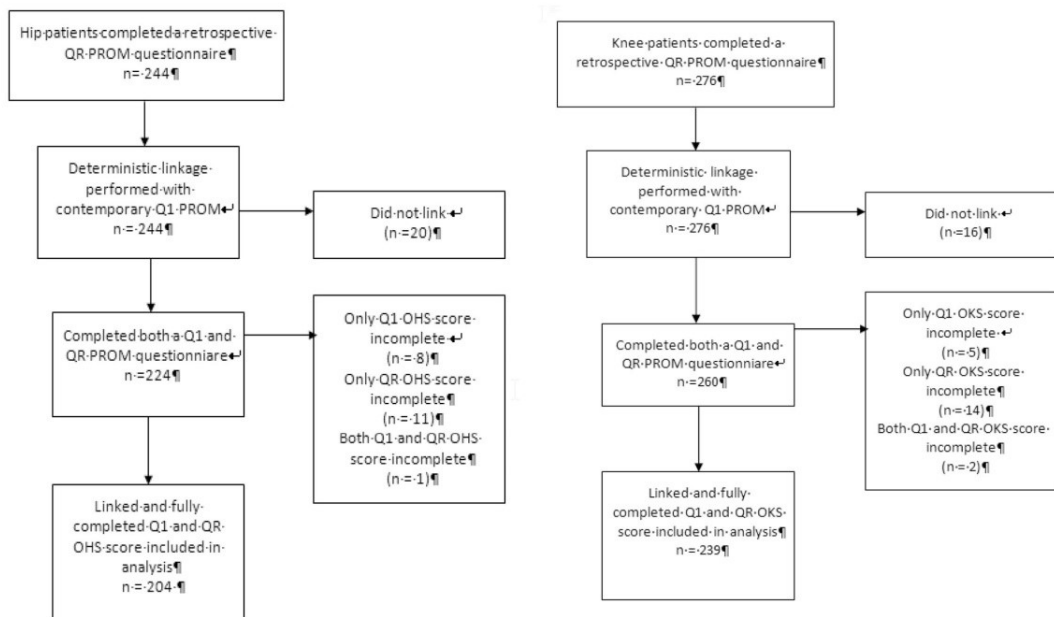 Hip·patients·completed·a·retrospective·
QR·PROM·questionnaire¶
n=·244¶
Deterministic·linkage·
performed·with·
contemporary·Q1·PROM↵
n·=·244¶
Did·not·link·↵
(n·=20)¶
Completed·both·a·Q1·and·
QR·PROM·questionniare↵
n·=224¶
Only·Q1·OHS·score·
incomplete·↵
(n=·8)¶
Only·QR·OHS·score·
incomplete¶
(n=·11)¶
Both·Q1·and·QR·OHS·
score·incomplete¶
(n=·1)¶
Linked·and·fully·
completed·Q1·and·QR·
OHS·score·included·in·
analysis¶
n·=·204·¶
Knee·patients·completed·a·
retrospective·QR·PROM·questionnaire¶
n=·276¶
Deterministic·linkage·
performed·with·
contemporary·Q1·PROM↵
n·=·276¶
Did·not·link·↵
(n·=16)¶
Completed·both·a·Q1·and·
QR·PROM·questionniare↵
n·=260¶
Only·Q1·OKS·score·
incomplete·↵
(n=·5)¶
Only·QR·OKS·score·
incomplete¶
(n=·14)¶
Both·Q1·and·QR·OKS·score·
incomplete¶
(n=·2)¶
Linked·and·fully·
completed·Q1·and·QR·OKS·
score·included·in·analysis¶
n=·239¶